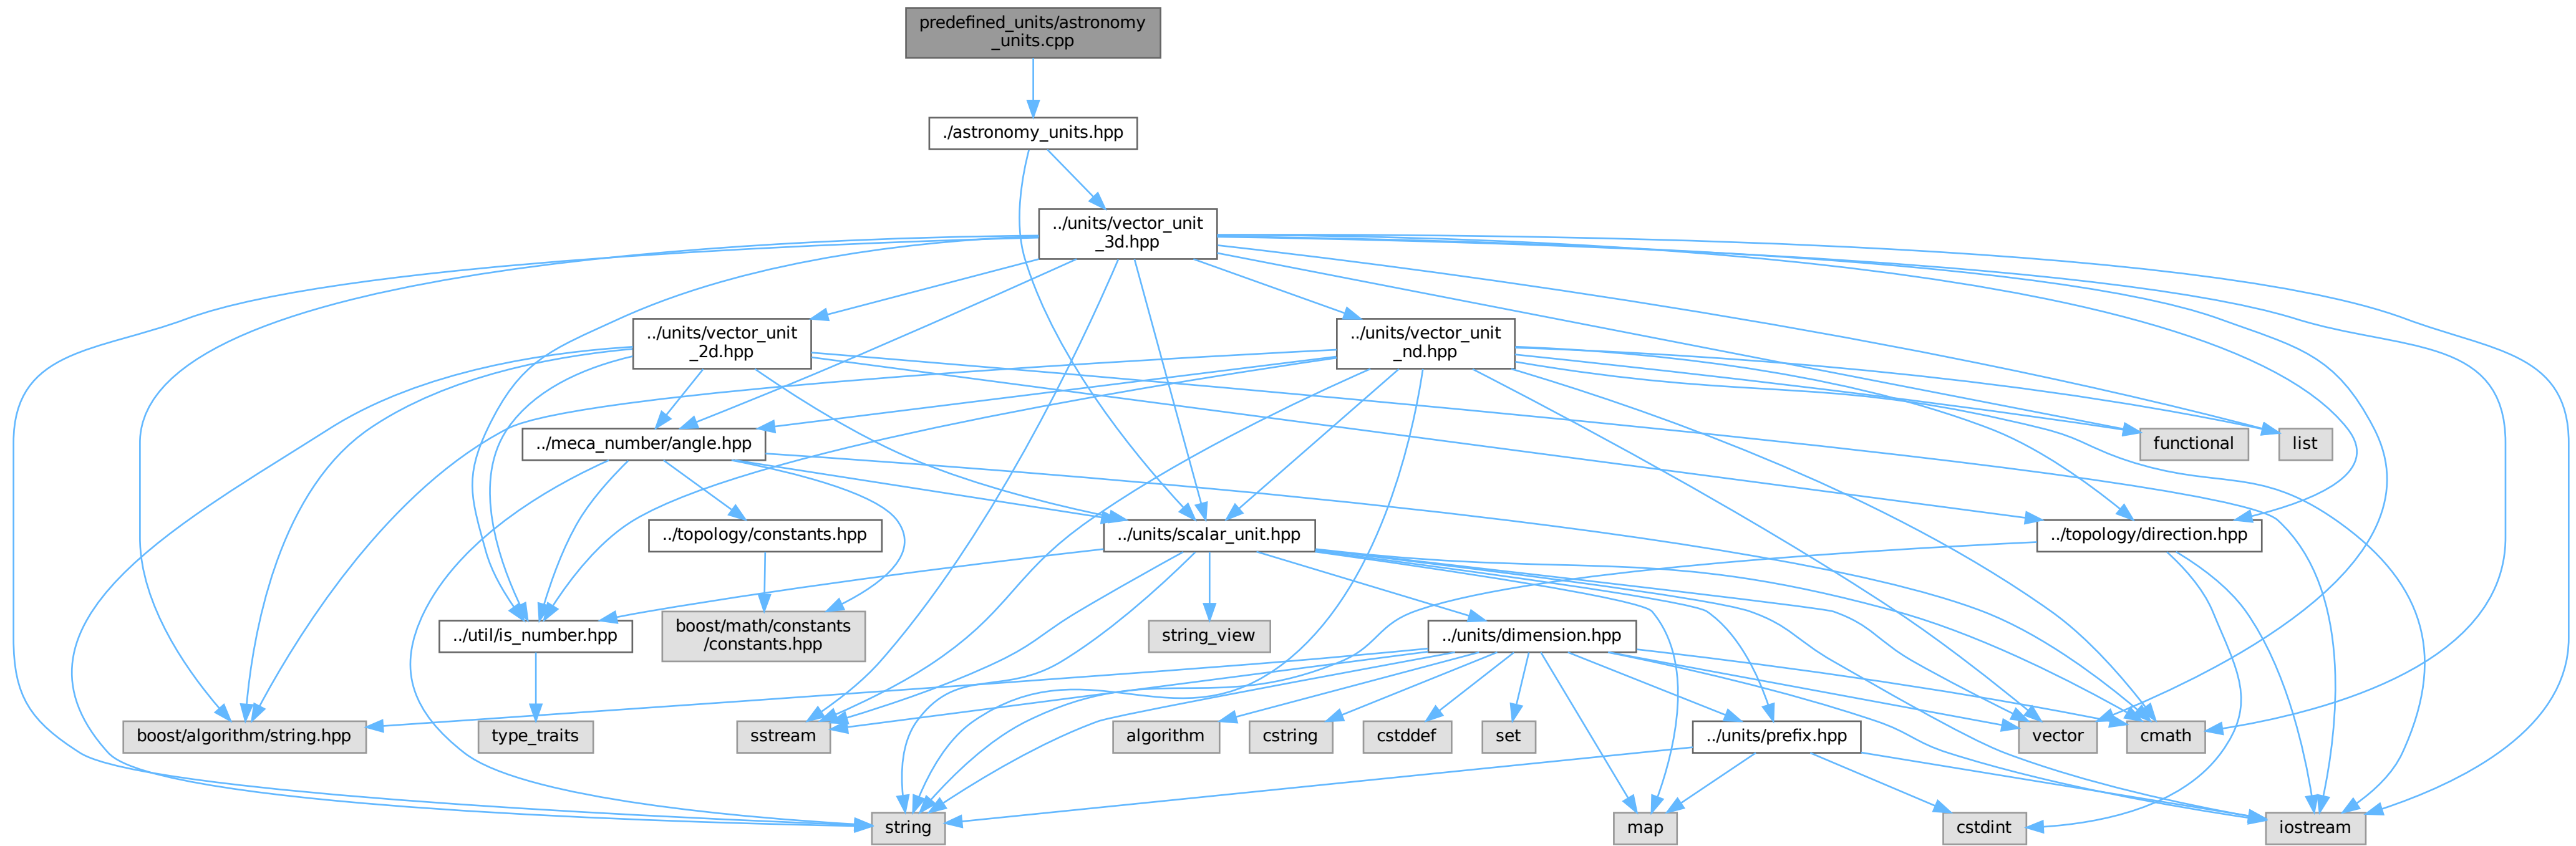 predefined_units/astronomy
_units.cpp
./astronomy_units.hpp
../units/vector_unit
_3d.hpp
../units/vector_unit
_2d.hpp
../units/vector_unit
_nd.hpp
../meca_number/angle.hpp
functional
list
../topology/constants.hpp
../units/scalar_unit.hpp
../topology/direction.hpp
../util/is_number.hpp
boost/math/constants
/constants.hpp
string_view
../units/dimension.hpp
boost/algorithm/string.hpp
type_traits
sstream
algorithm
cstring
cstddef
set
../units/prefix.hpp
vector
cmath
string
map
cstdint
iostream